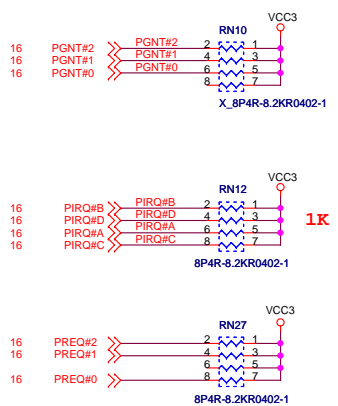 VCC3
RN10
16 PGNT#2 PGNT#2 2 1
16 PGNT#1 PGNT#1 4 3
16 PGNT#0 PGNT#0 6 5
8 7
X_8P4R-8.2KR0402-1
VCC3
RN12
16 PIRQ#B PIRQ#B 2 1
16 PIRQ#D PIRQ#D 4 3
16 PIRQ#A PIRQ#A 6 5
16 PIRQ#C PIRQ#C 8 7
1K
8P4R-8.2KR0402-1
VCC3
RN27
16 PREQ#2 2 1
16 PREQ#1 4 3
6 5
16 PREQ#0 8 7
8P4R-8.2KR0402-1